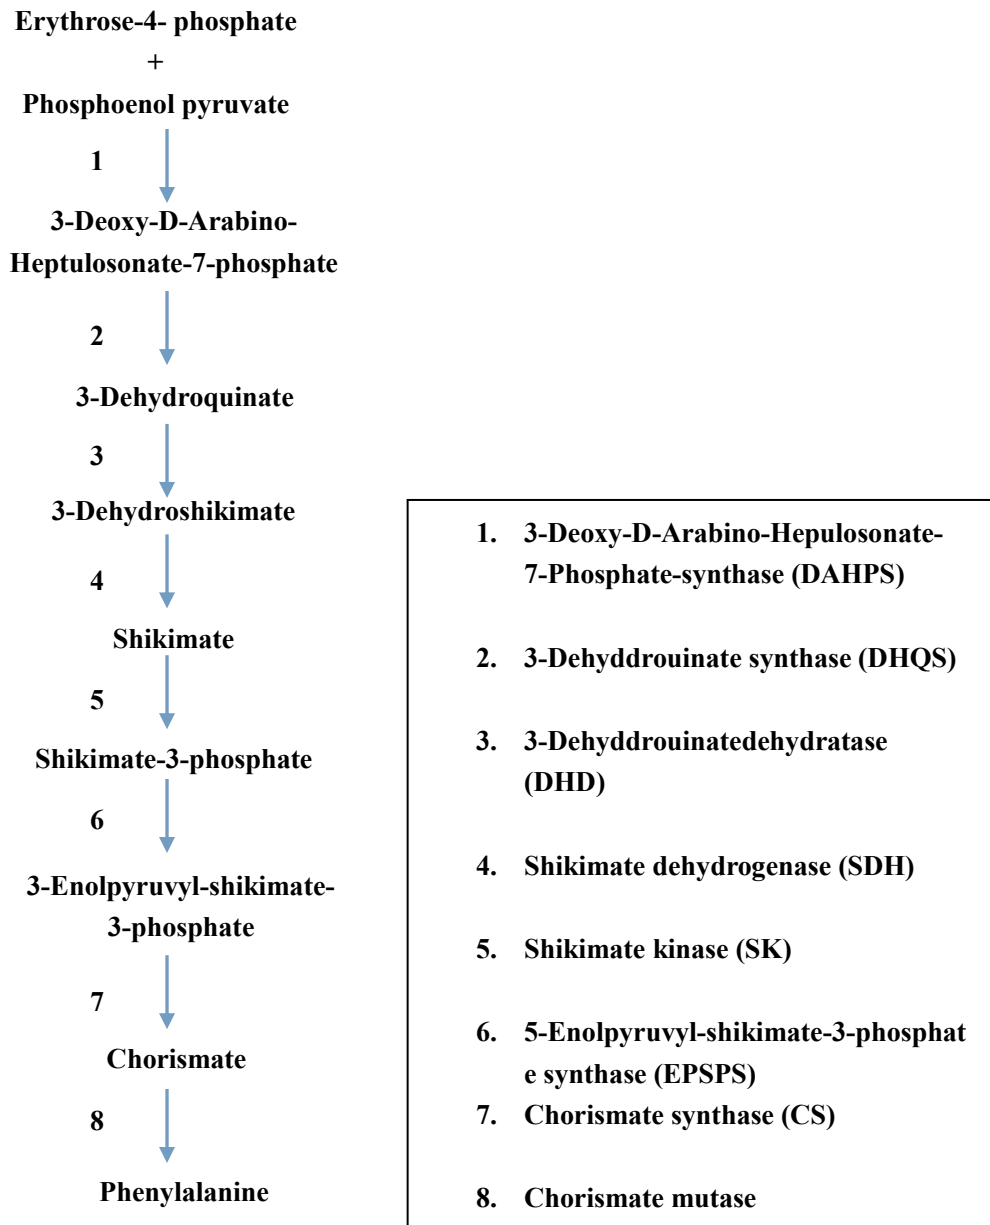 Erythrose-4- phosphate
+
Phosphoenol pyruvate
1
3-Deoxy-D-Arabino-
Heptulosonate-7-phosphate
2
3-Dehydroquinate
3
3-Dehydroshikimate
4
Shikimate
5
Shikimate-3-phosphate
6
3-Enolpyruvyl-shikimate-
3-phosphate
7
Chorismate
8
Phenylalanine
1. 3-Deoxy-D-Arabino-Hepulosonate-
7-Phosphate-synthase (DAHPS)
2. 3-Dehyddrouinate synthase (DHQS)
3. 3-Dehyddrouinatedehydratase
(DHD)
4. Shikimate dehydrogenase (SDH)
5. Shikimate kinase (SK)
6. 5-Enolpyruvyl-shikimate-3-phosphat
e synthase (EPSPS)
7. Chorismate synthase (CS)
8. Chorismate mutase